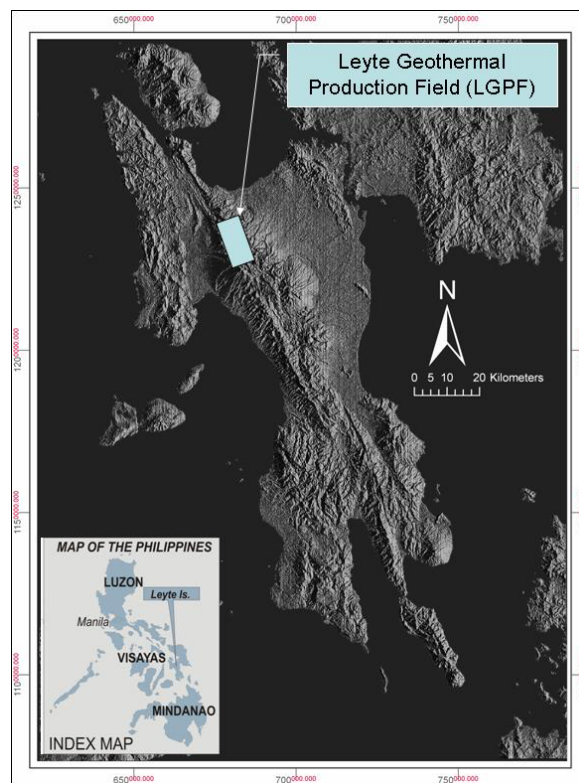 650000.000 700000.000 750000.000
Leyte Geothermal
Production Field (LGPF)
1250000.000
N
1200000.000
0 5 10 20 Kilometers
1150000.000
MAP OF THE PHILIPPINES
LUZON
Leyte Is.
Manila
VISAYAS
1100000.000
MINDANAO
INDEX MAP
650000.000 700000.000 750000.000